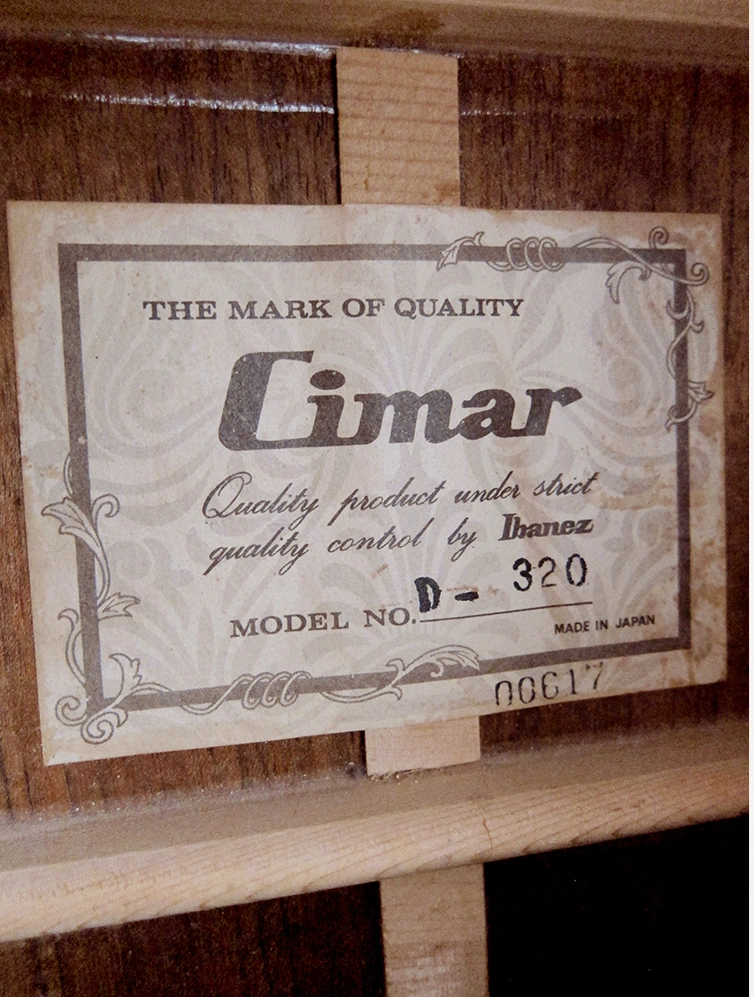 THE MARK OF QUALITY
Cimar
Quality product under strict
quality control by Ibanez
MODEL NO. D - 320
MADE IN JAPAN
00617